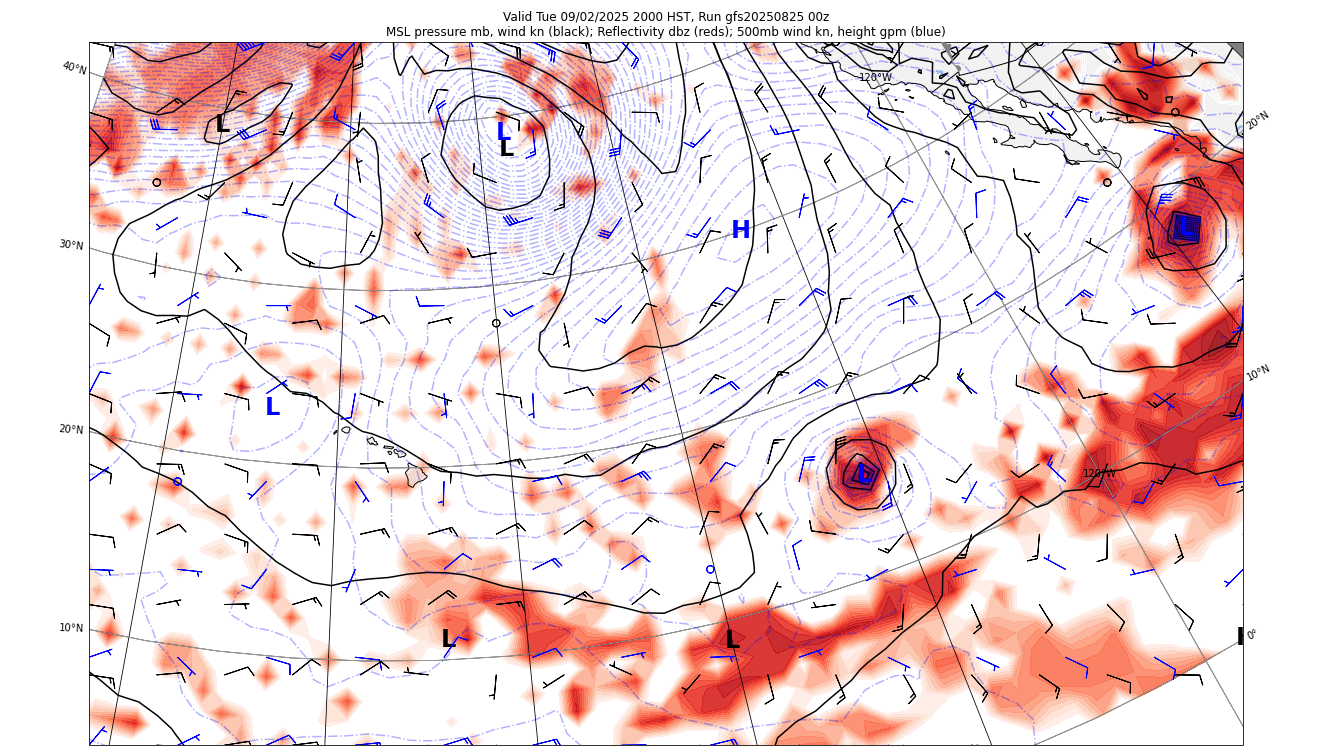 Valid Tue 09/02/2025 2000 HST, Run gfs20250825 00z
MSL pressure mb, wind kn (black); Reflectivity dbz (reds); 500mb wind kn, height gpm (blue)
40°N
120°W
20°N
L
L
L
30°N
H
L
10°N
L
20°N
L
120°W
10°N
L
L
0°